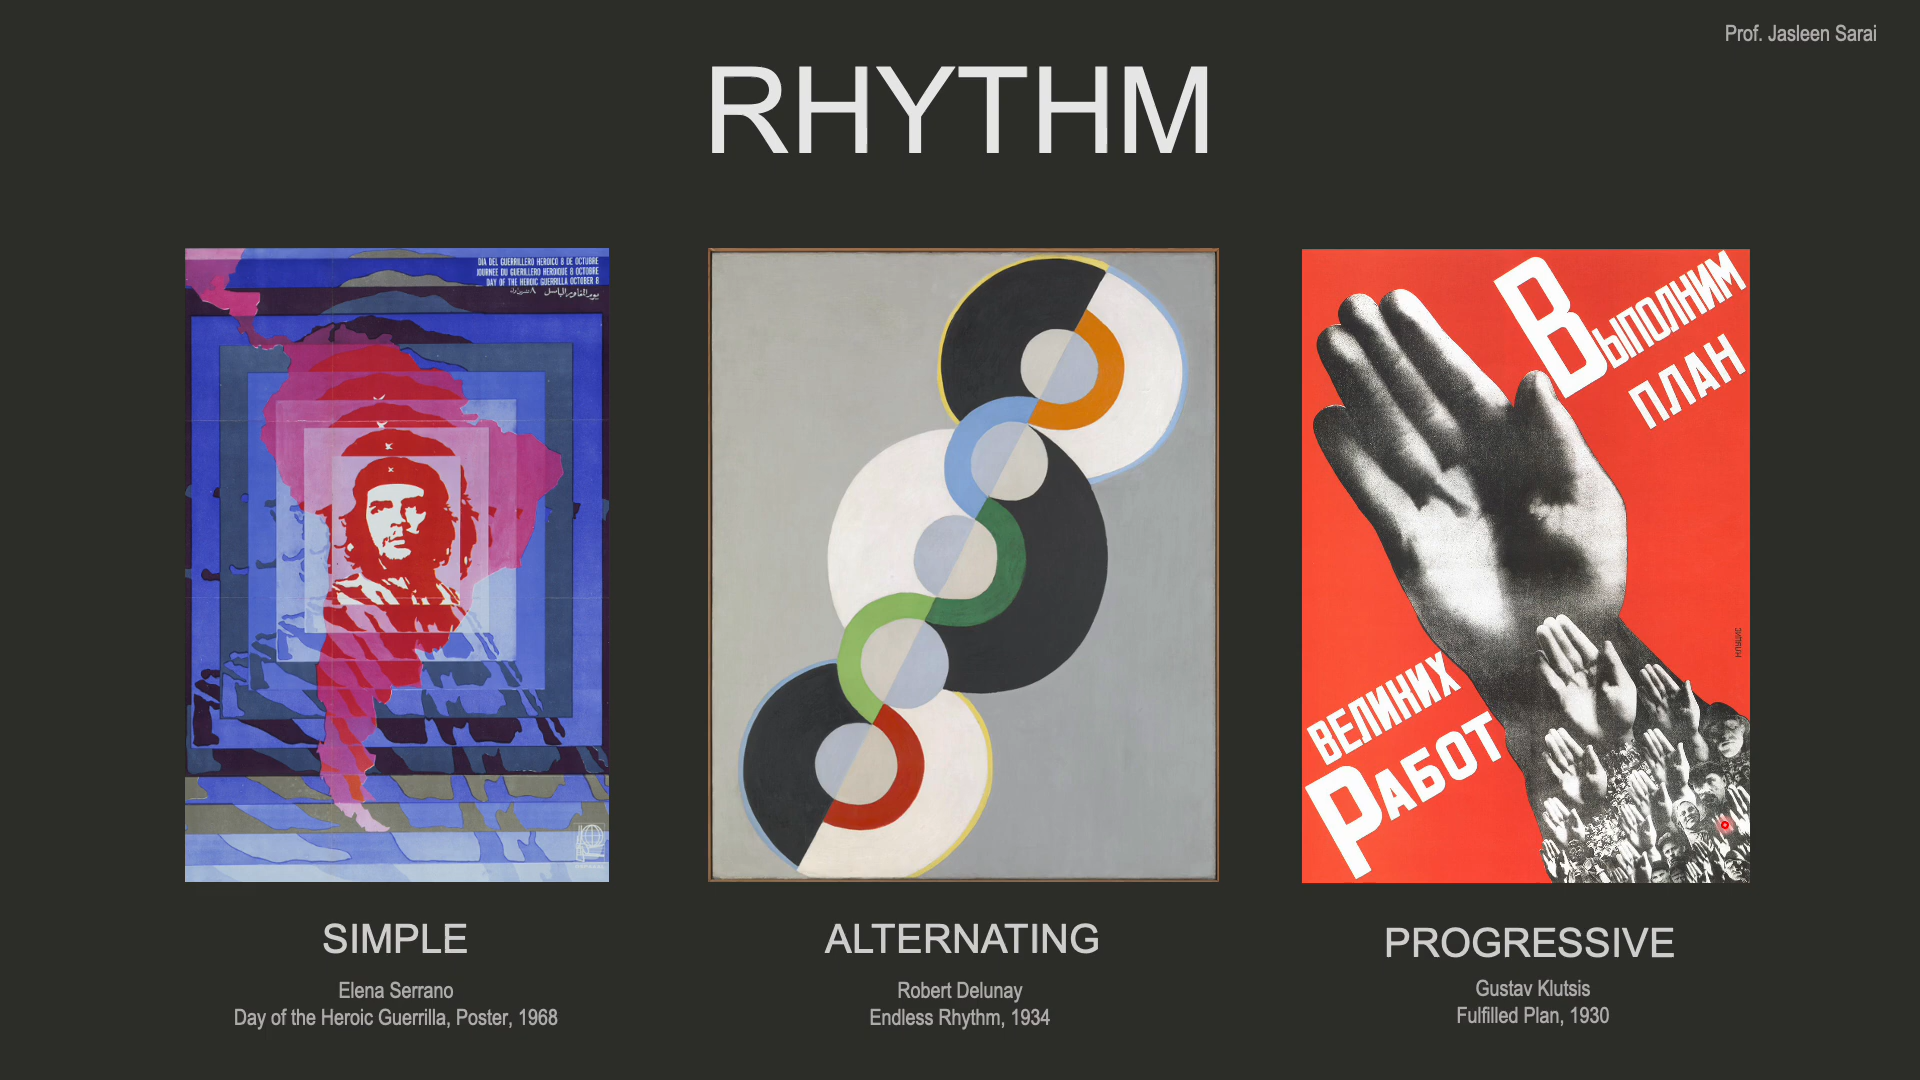 Prof. Jasleen Sarai
RHYTHM
DIA DEL GUERRILLERO HEROICO 8 DE OCTUBRE
JOURNEE DU GUERILLERO HEROIQUE 8 OCTOBRE
DAY OF THE HEROIC GUERRILLA OCTOBER 8
ВЫПОЛНИМ
ПЛАН
ВЕЛИКИХ
РАБОТ
SIMPLE
Elena Serrano
Day of the Heroic Guerrilla, Poster, 1968
ALTERNATING
Robert Delunay
Endless Rhythm, 1934
PROGRESSIVE
Gustav Klutsis
Fulfilled Plan, 1930